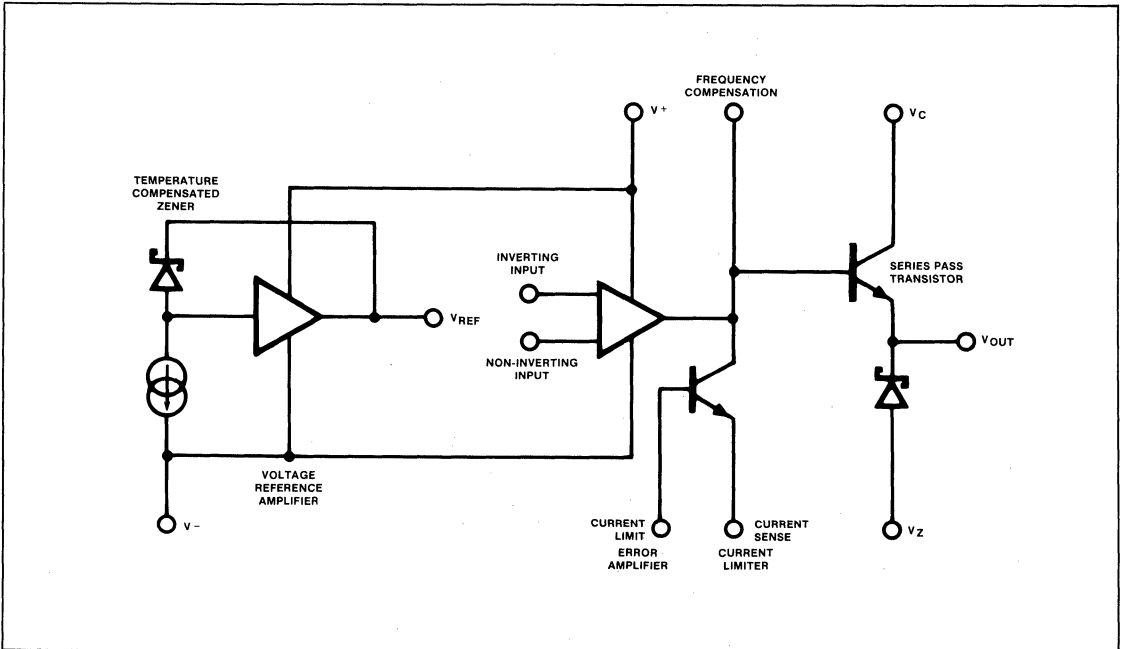 FREQUENCY
COMPENSATION
V+
VC
TEMPERATURE
COMPENSATED
ZENER
INVERTING
INPUT
SERIES PASS
TRANSISTOR
VREF
VOUT
NON-INVERTING
INPUT
VOLTAGE
REFERENCE
AMPLIFIER
V-
CURRENT
LIMIT
CURRENT
SENSE
VZ
ERROR
AMPLIFIER
CURRENT
LIMITER